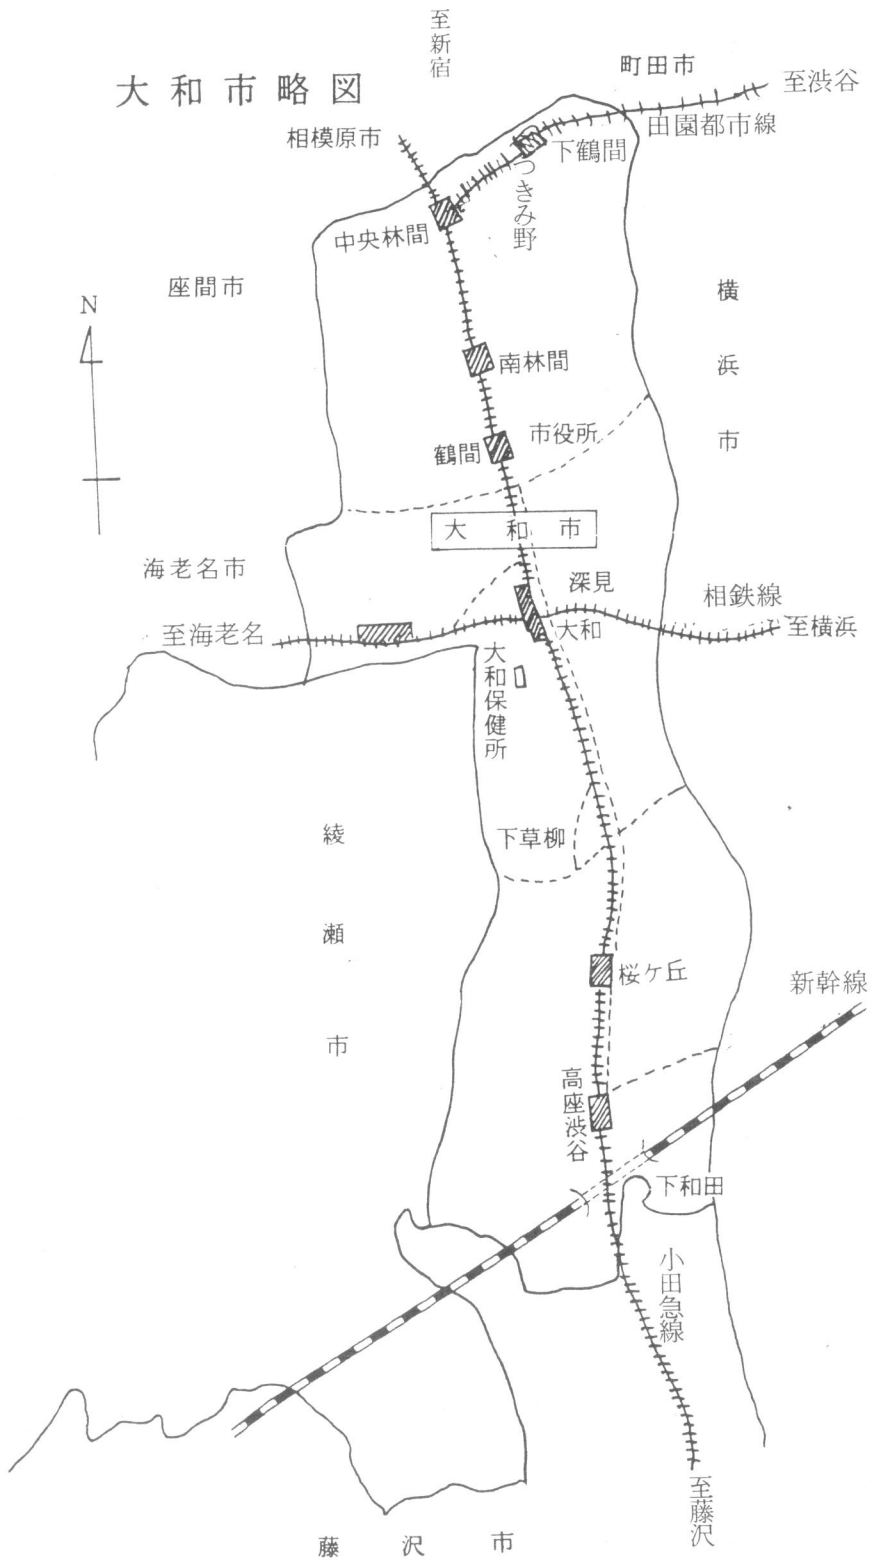 至新宿
大和市略図
町田市
至渋谷
相模原市
田園都市線
下鶴間
つきみ野
中央林間
座間市
N
横浜市
南林間
市役所
鶴間
大和市
海老名市
深見
相鉄線
至海老名
大和
至横浜
大和保健所
綾瀬市
下草柳
桜ケ丘
新幹線
高座渋谷
下和田
小田急線
至藤沢
藤沢市